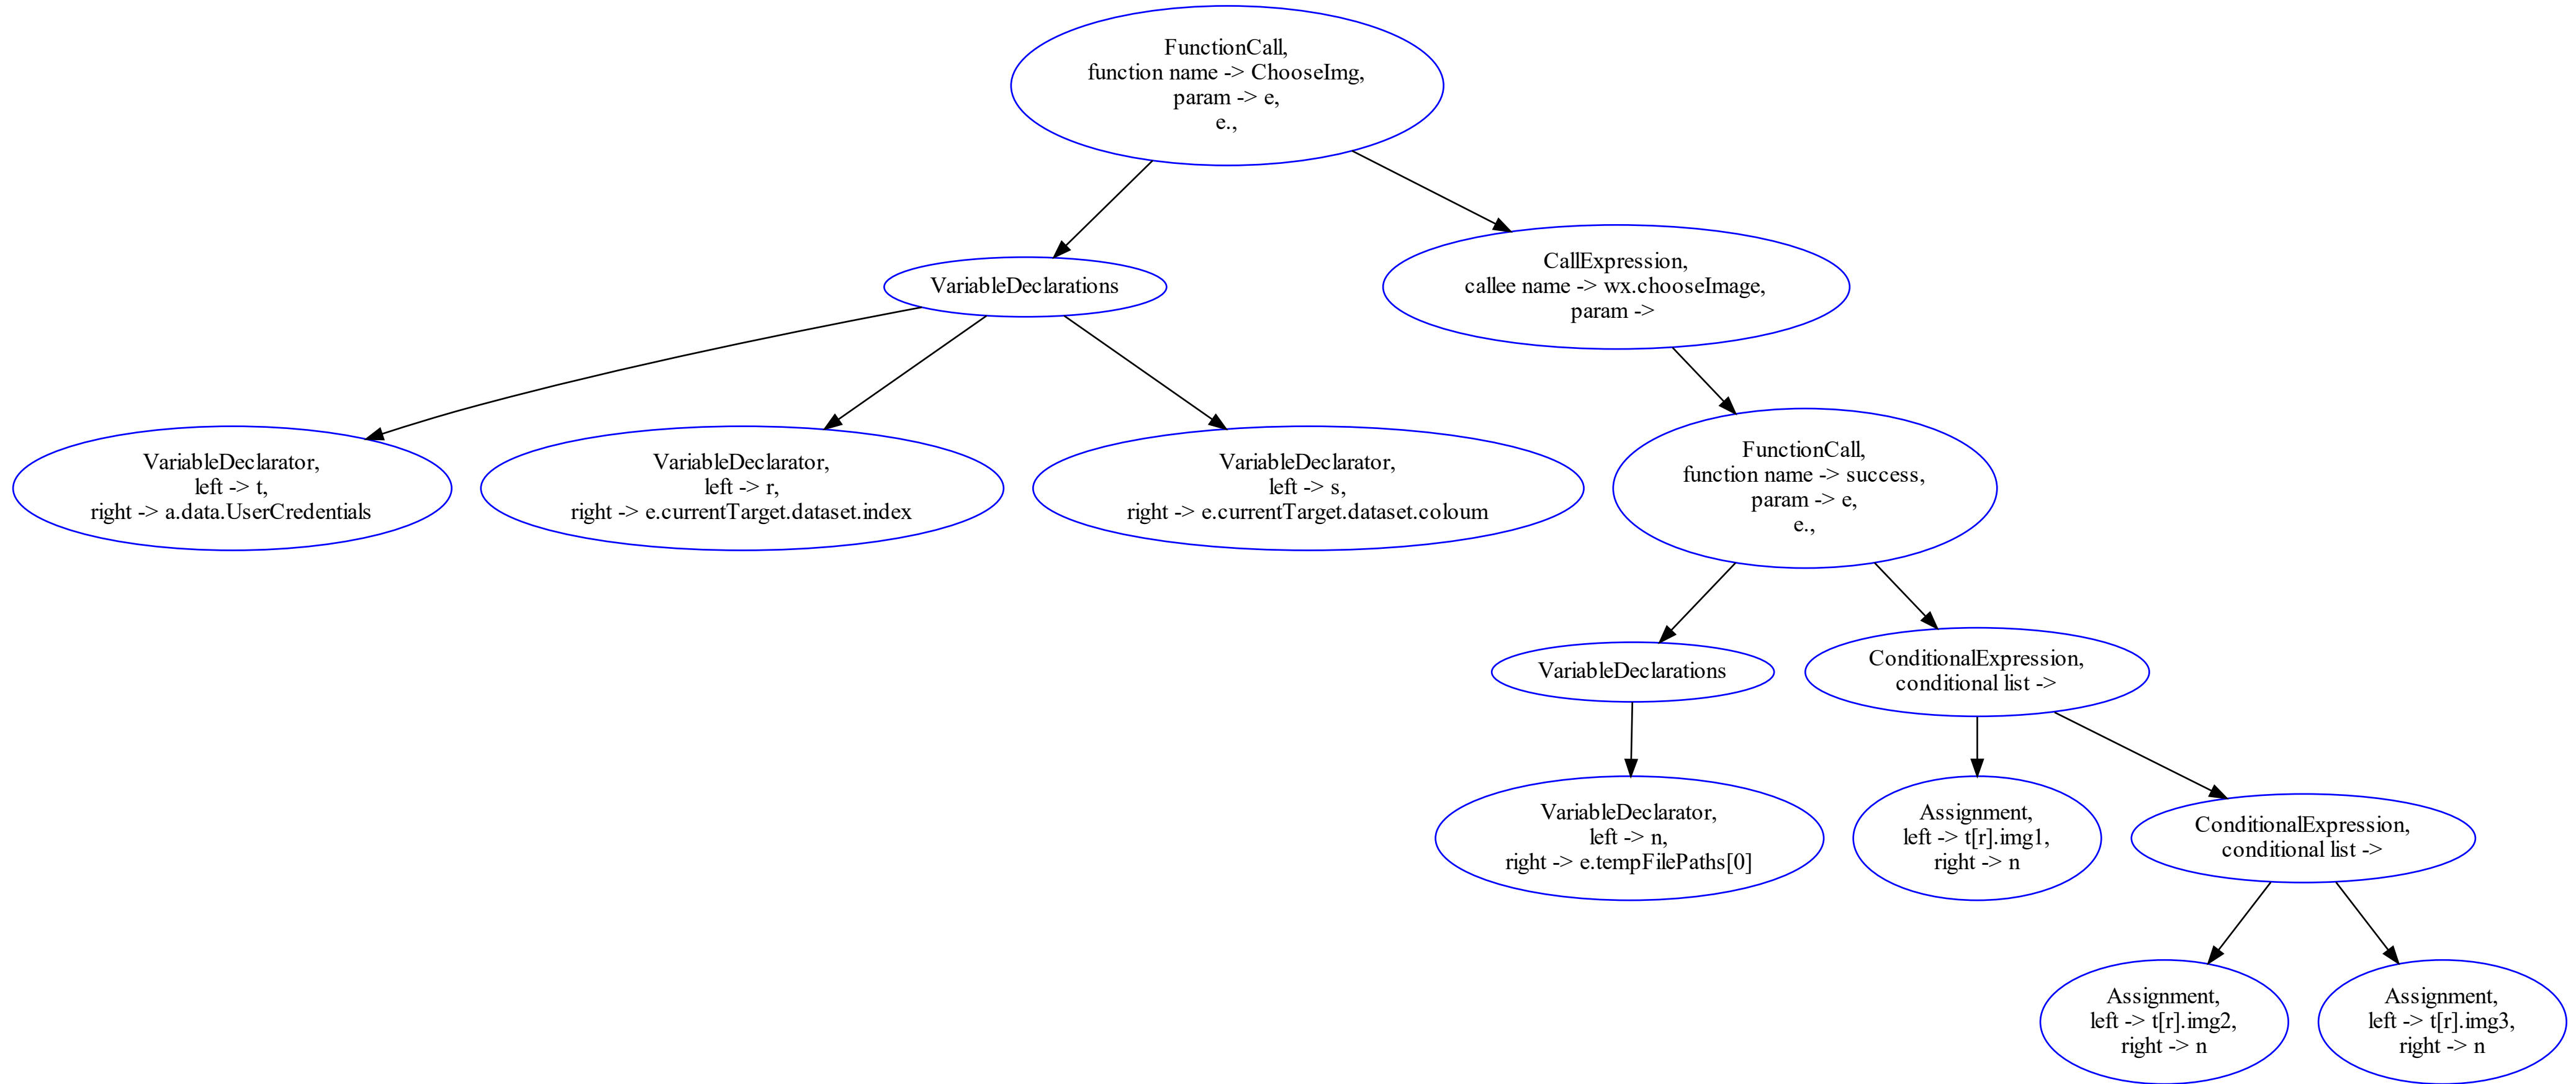 FunctionCall,
function name -> ChooseImg,
param -> e,
e.,
VariableDeclarations
CallExpression,
callee name -> wx.chooseImage,
param ->
VariableDeclarator,
left -> t,
right -> a.data.UserCredentials
VariableDeclarator,
left -> r,
right -> e.currentTarget.dataset.index
VariableDeclarator,
left -> s,
right -> e.currentTarget.dataset.coloum
FunctionCall,
function name -> success,
param -> e,
e.,
VariableDeclarations
ConditionalExpression,
conditional list ->
VariableDeclarator,
left -> n,
right -> e.tempFilePaths[0]
Assignment,
left -> t[r].img1,
right -> n
ConditionalExpression,
conditional list ->
Assignment,
left -> t[r].img2,
right -> n
Assignment,
left -> t[r].img3,
right -> n